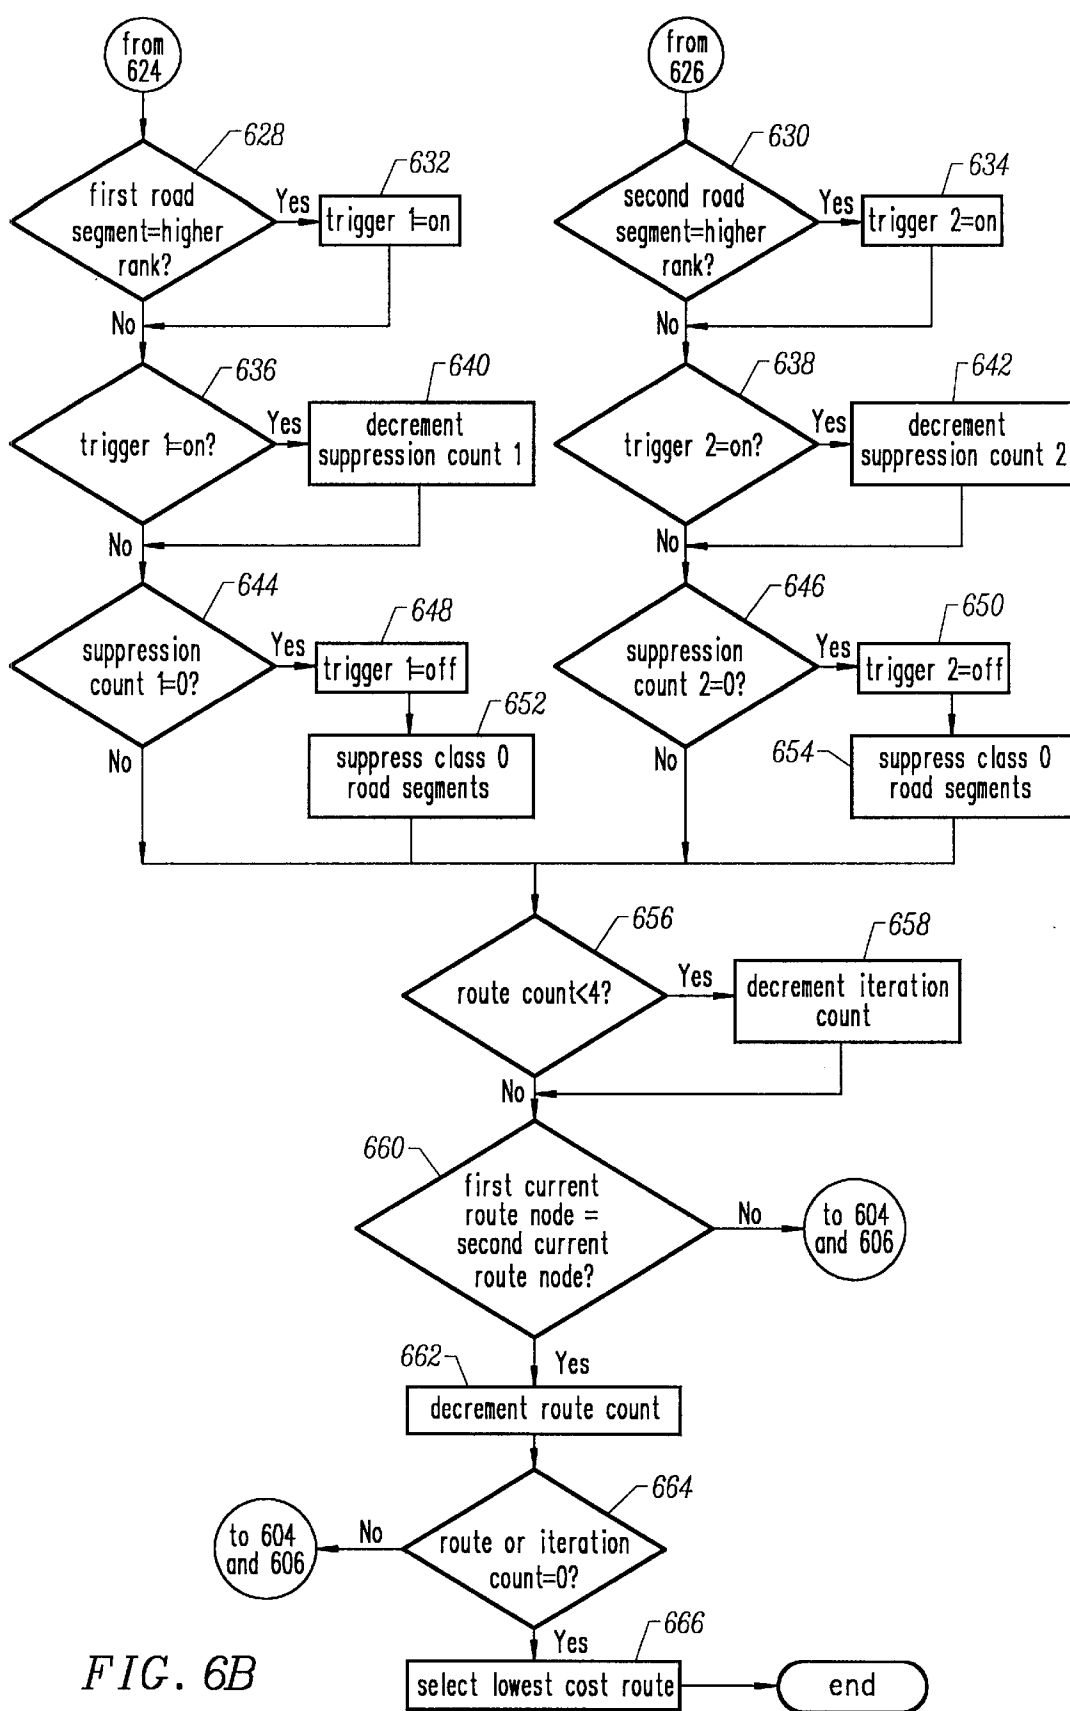 from
624
from
626
628
first road
segment=higher
rank?
Yes
632
trigger 1=on
No
630
second road
segment=higher
rank?
Yes
634
trigger 2=on
No
636
trigger 1=on?
Yes
640
decrement
suppression count 1
No
638
trigger 2=on?
Yes
642
decrement
suppression count 2
No
644
suppression
count 1=0?
Yes
648
trigger 1=off
652
suppress class 0
road segments
No
646
suppression
count 2=0?
Yes
650
trigger 2=off
654
suppress class 0
road segments
No
656
route count<4?
Yes
658
decrement iteration
count
No
660
first current
route node =
second current
route node?
No
to 604
and 606
Yes
662
decrement route count
664
route or iteration
count=0?
No
to 604
and 606
Yes
666
select lowest cost route
end
FIG. 6B